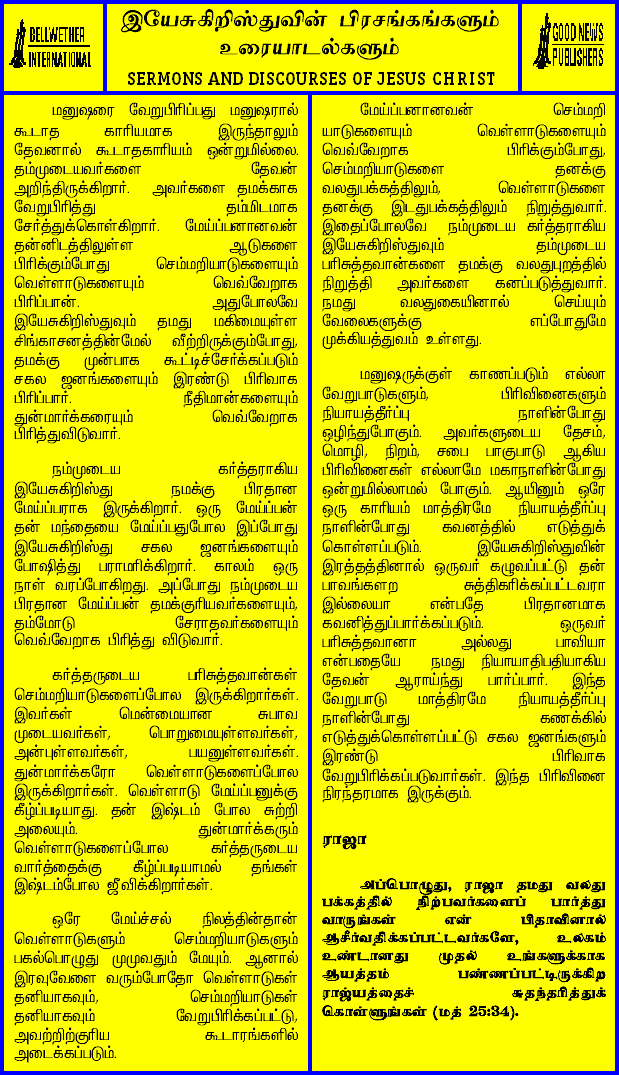 BELLWETHER
INTERNATIONAL
இயேசுகிறிஸ்துவின் பிரசங்கங்களும்
உரையாடல்களும்
SERMONS AND DISCOURSES OF JESUS CHRIST
GOOD NEWS
PUBLISHERS
மனுஷரை வேறுபிரிப்பது மனுஷரால்
கூடாத காரியமாக இருந்தாலும்
தேவனால் கூடாதகாரியம் ஒன்றுமில்லை.
தம்முடையவர்களை தேவன்
அறிந்திருக்கிறார். அவர்களை தமக்காக
வேறுபிரித்து தம்மிடமாக
சேர்த்துக்கொள்கிறார். மேய்ப்பனானவன்
தன்னிடத்திலுள்ள ஆடுகளை
பிரிக்கும்போது செம்மறியாடுகளையும்
வெள்ளாடுகளையும் வெவ்வேறாக
பிரிப்பான். அதுபோலவே
இயேசுகிறிஸ்துவும் தமது மகிமையுள்ள
சிங்காசனத்தின்மேல் வீற்றிருக்கும்போது,
தமக்கு முன்பாக கூட்டிச்சேர்க்கப்படும்
சகல ஜனங்களையும் இரண்டு பிரிவாக
பிரிப்பார். நீதிமான்களையும்
துன்மார்க்கரையும் வெவ்வேறாக
பிரித்துவிடுவார்.
நம்முடைய கர்த்தராகிய
இயேசுகிறிஸ்து நமக்கு பிரதான
மேய்ப்பராக இருக்கிறார். ஒரு மேய்ப்பன்
தன் மந்தையை மேய்ப்பதுபோல இப்போது
இயேசுகிறிஸ்து சகல ஜனங்களையும்
போஷித்து பராமரிக்கிறார். காலம் ஒரு
நாள் வரப்போகிறது. அப்போது நம்முடைய
பிரதான மேய்ப்பன் தமக்குரியவர்களையும்,
தம்மோடு சேராதவர்களையும்
வெவ்வேறாக பிரித்து விடுவார்.
கர்த்தருடைய பரிசுத்தவான்கள்
செம்மறியாடுகளைப்போல இருக்கிறார்கள்.
இவர்கள் மென்மையான சுபாவ
முடையவர்கள், பொறுமையுள்ளவர்கள்,
அன்புள்ளவர்கள், பயனுள்ளவர்கள்.
துன்மார்க்கரோ வெள்ளாடுகளைப்போல
இருக்கிறார்கள். வெள்ளாடு மேய்ப்பனுக்கு
கீழ்ப்படியாது. தன் இஷ்டம் போல சுற்றி
அலையும். துன்மார்க்கரும்
வெள்ளாடுகளைப்போல கர்த்தருடைய
வார்த்தைக்கு கீழ்ப்படியாமல் தங்கள்
இஷ்டம்போல ஜீவிக்கிறார்கள்.
ஒரே மேய்ச்சல் நிலத்தின்தான்
வெள்ளாடுகளும் செம்மறியாடுகளும்
பகல்பொழுது முழுவதும் மேயும். ஆனால்
இரவுவேளை வரும்போதோ வெள்ளாடுகள்
தனியாகவும், செம்மறியாடுகள்
தனியாகவும் வேறுபிரிக்கப்பட்டு,
அவற்றிற்குரிய கூடாரங்களில்
அடைக்கப்படும்.
மேய்ப்பனானவன் செம்மறி
யாடுகளையும் வெள்ளாடுகளையும்
வெவ்வேறாக பிரிக்கும்போது,
செம்மறியாடுகளை தனக்கு
வலதுபக்கத்திலும், வெள்ளாடுகளை
தனக்கு இடதுபக்கத்திலும் நிறுத்துவார்.
இதைப்போலவே நம்முடைய கர்த்தராகிய
இயேசுகிறிஸ்துவும் தம்முடைய
பரிசுத்தவான்களை தமக்கு வலதுபுறத்தில்
நிறுத்தி அவர்களை கனப்படுத்துவார்.
நமது வலதுகையினால் செய்யும்
வேலைகளுக்கு எப்போதுமே
முக்கியத்துவம் உள்ளது.
மனுஷருக்குள் காணப்படும் எல்லா
வேறுபாடுகளும், பிரிவினைகளும்
நியாயத்தீர்ப்பு நாளின்போது
ஒழிந்துபோகும். அவர்களுடைய தேசம்,
மொழி, நிறம், சபை பாகுபாடு ஆகிய
பிரிவினைகள் எல்லாமே மகாநாளின்போது
ஒன்றுமில்லாமல் போகும். ஆயினும் ஒரே
ஒரு காரியம் மாத்திரமே நியாயத்தீர்ப்பு
நாளின்போது கவனத்தில் எடுத்துக்
கொள்ளப்படும். இயேசுகிறிஸ்துவின்
இரத்தத்தினால் ஒருவர் கழுவப்பட்டு தன்
பாவங்களற சுத்திகரிக்கப்பட்டவரா
இல்லையா என்பதே பிரதானமாக
கவனித்துப்பார்க்கப்படும். ஒருவர்
பரிசுத்தவானா அல்லது பாவியா
என்பதையே நமது நியாயாதிபதியாகிய
தேவன் ஆராய்ந்து பார்ப்பார். இந்த
வேறுபாடு மாத்திரமே நியாயத்தீர்ப்பு
நாளின்போது கணக்கில்
எடுத்துக்கொள்ளப்பட்டு சகல ஜனங்களும்
இரண்டு பிரிவாக
வேறுபிரிக்கப்படுவார்கள். இந்த பிரிவினை
நிரந்தரமாக இருக்கும்.
ராஜா
அப்பொழுது, ராஜா தமது வலது
பக்கத்தில் நிற்பவர்களைப் பார்த்து
வாருங்கள் என் பிதாவினால்
ஆசீர்வதிக்கப்பட்டவர்களே, உலகம்
உண்டானது முதல் உங்களுக்காக
ஆயத்தம் பண்ணப்பட்டிருக்கிற
ராஜ்யத்தைச் சுதந்தரித்துக்
கொள்ளுங்கள் (மத் 25:34).